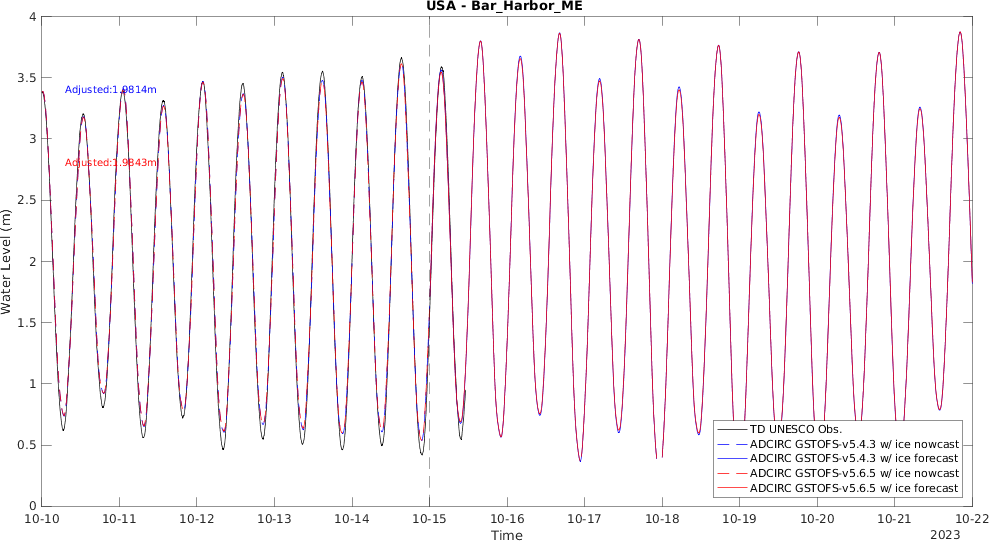 USA - Bar_Harbor_ME
4
3.5
3
2.5
2
1.5
1
0.5
0
Water Level (m)
Adjusted:1.9814m
Adjusted:1.9843m
TD UNESCO Obs.
ADCIRC GSTOFS-v5.4.3 w/ ice nowcast
ADCIRC GSTOFS-v5.4.3 w/ ice forecast
ADCIRC GSTOFS-v5.6.5 w/ ice nowcast
ADCIRC GSTOFS-v5.6.5 w/ ice forecast
10-10 10-11 10-12 10-13 10-14 10-15 10-16 10-17 10-18 10-19 10-20 10-21 10-22
Time
2023